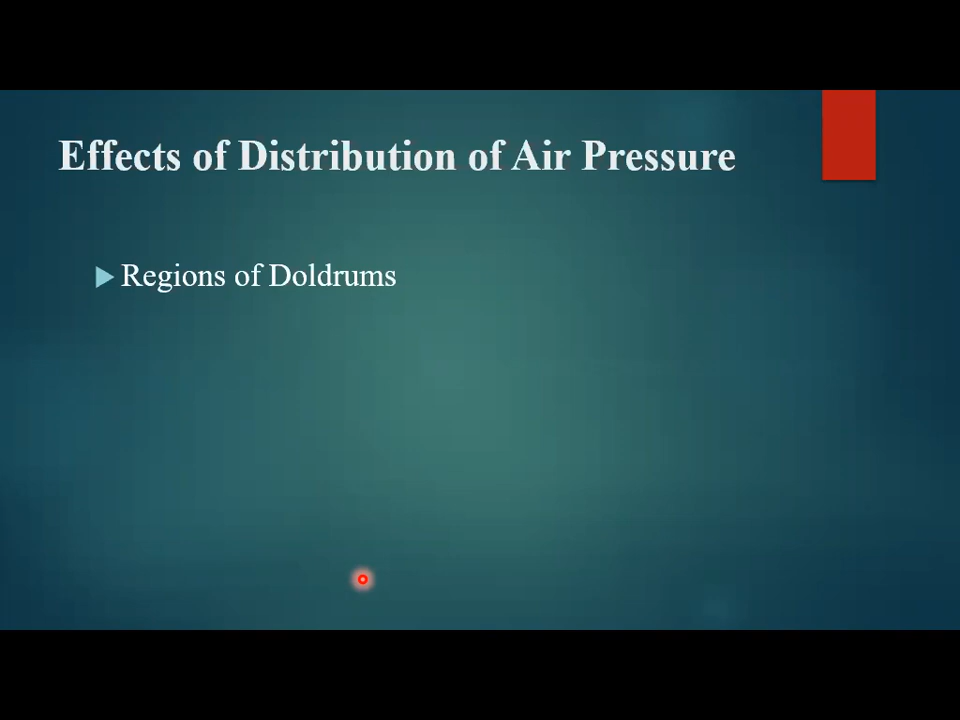 Effects of Distribution of Air Pressure
Regions of Doldrums